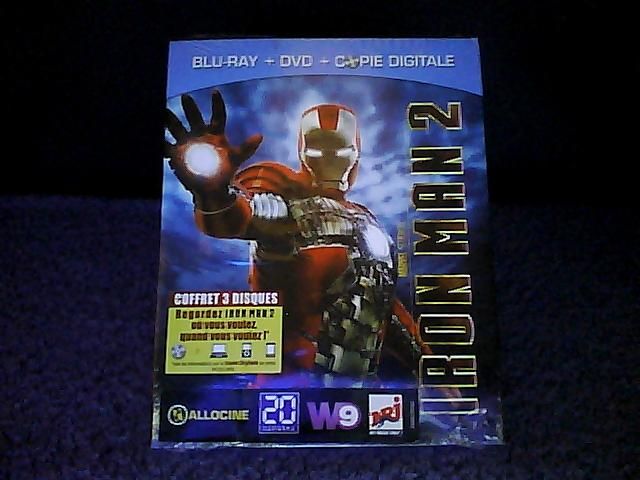 BLU-RAY + DVD + COPIE DIGITALE
IRON MAN 2
COFFRET 3 DISQUES
Regardez IRON MAN 2
où vous voulez,
quand vous voulez !*
ALLOCINE
20
W9
NRJ